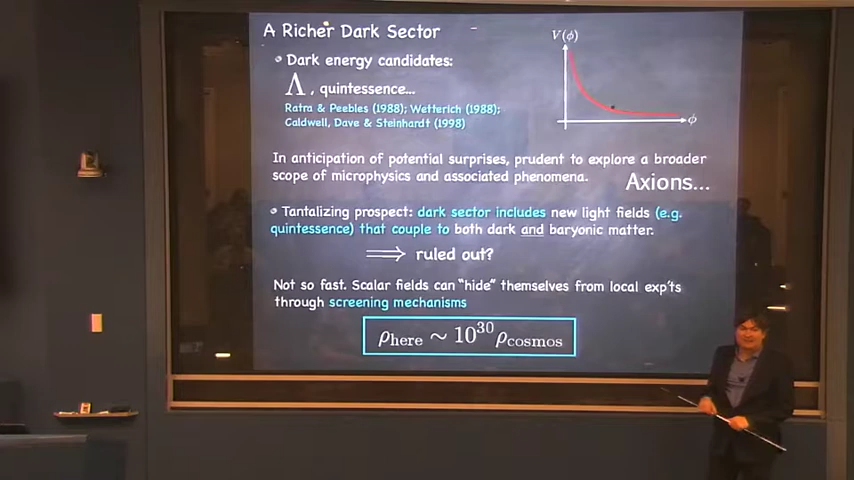 A Richer Dark Sector
V(ϕ)
• Dark energy candidates:
Λ, quintessence...
Ratra & Peebles (1988); Wetterich (1988);
Caldwell, Dave & Steinhardt (1998)
ϕ
In anticipation of potential surprises, prudent to explore a broader
scope of microphysics and associated phenomena.
Axions...
• Tantalizing prospect: dark sector includes new light fields (e.g.
quintessence) that couple to both dark and baryonic matter.
⟹ ruled out?
Not so fast. Scalar fields can "hide" themselves from local exp'ts
through screening mechanisms
ρhere ∼ 10³⁰ ρcosmos